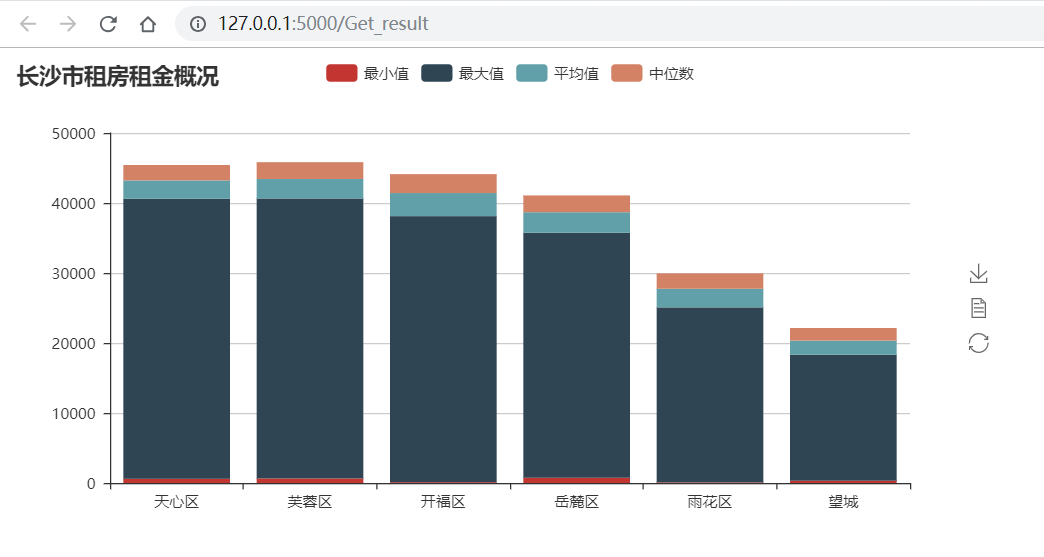 127.0.0.1:5000/Get_result
长沙市租房租金概况
最小值 最大值 平均值 中位数
50000
40000
30000
20000
10000
0
天心区 芙蓉区 开福区 岳麓区 雨花区 望城